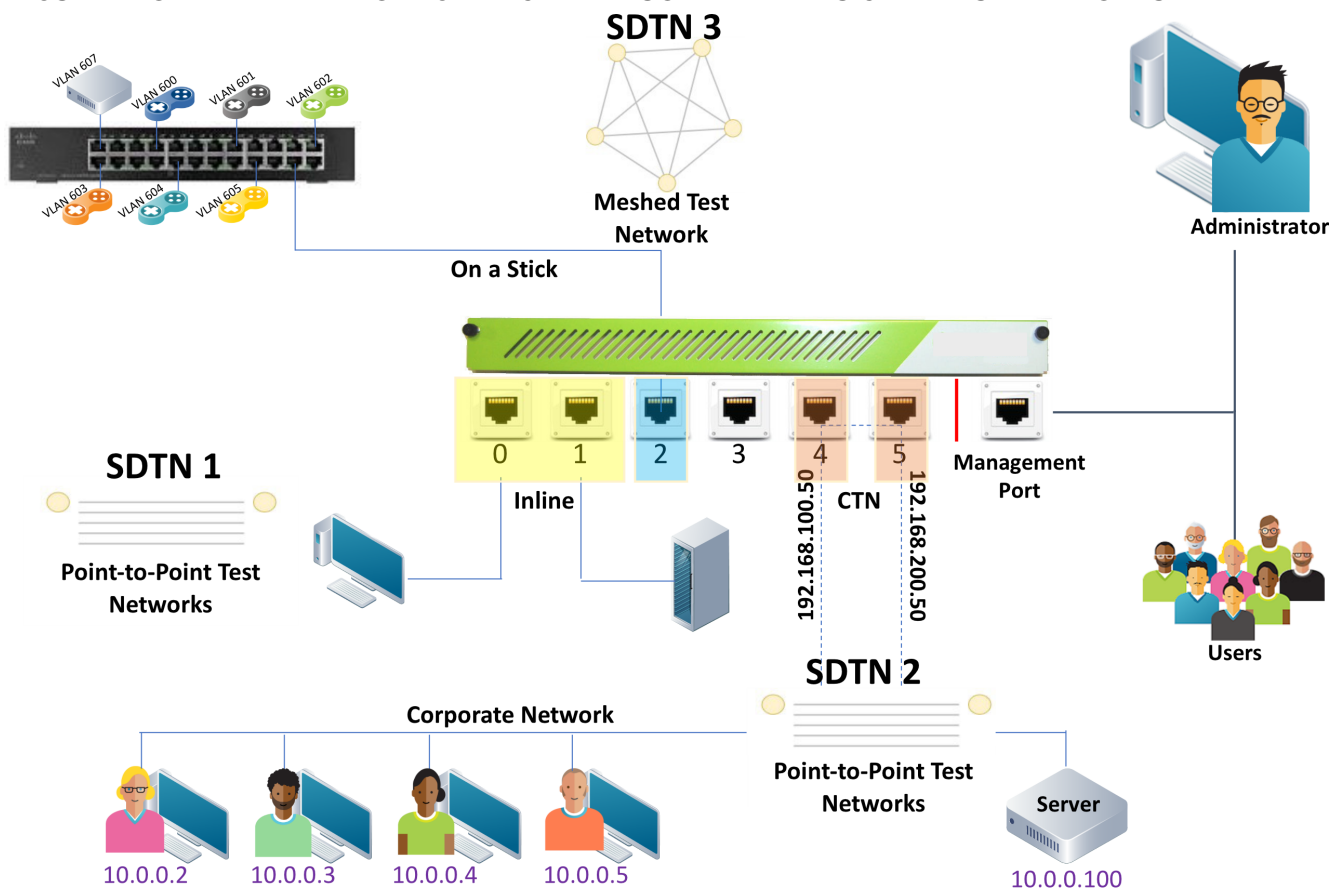 SDTN 3
VLAN 607
VLAN 600
VLAN 601
VLAN 602
VLAN 603
VLAN 604
VLAN 605
Meshed Test
Network
Administrator
On a Stick
0
1
2
3
4
5
Inline
CTN
Management
Port
192.168.100.50
192.168.200.50
SDTN 1
Point-to-Point Test
Networks
Users
SDTN 2
Corporate Network
Point-to-Point Test
Networks
Server
10.0.0.2
10.0.0.3
10.0.0.4
10.0.0.5
10.0.0.100